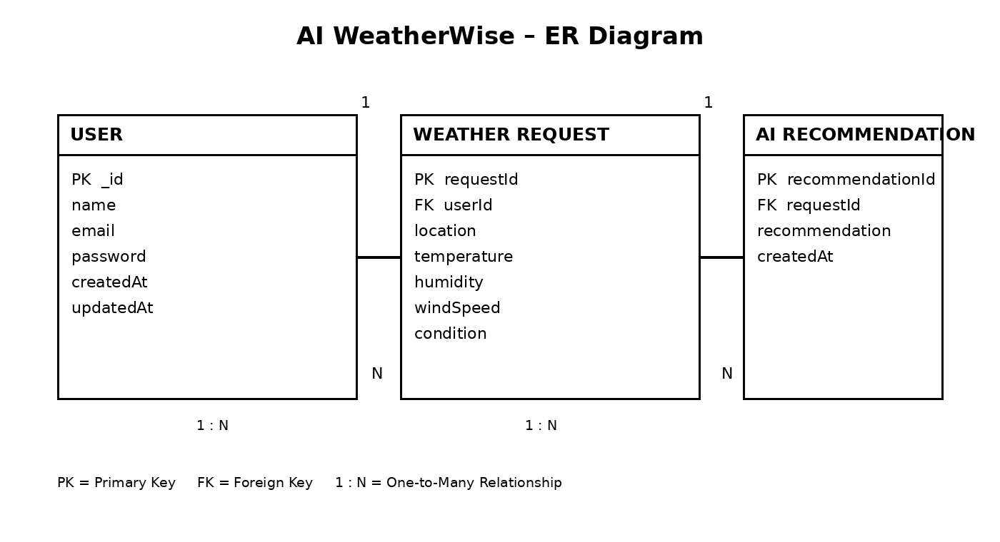 AI WeatherWise – ER Diagram
1
1
USER
WEATHER REQUEST
AI RECOMMENDATION
PK _id
name
email
password
createdAt
updatedAt
PK requestId
FK userId
location
temperature
humidity
windSpeed
condition
PK recommendationId
FK requestId
recommendation
createdAt
N
N
1 : N
1 : N
PK = Primary Key FK = Foreign Key 1 : N = One-to-Many Relationship